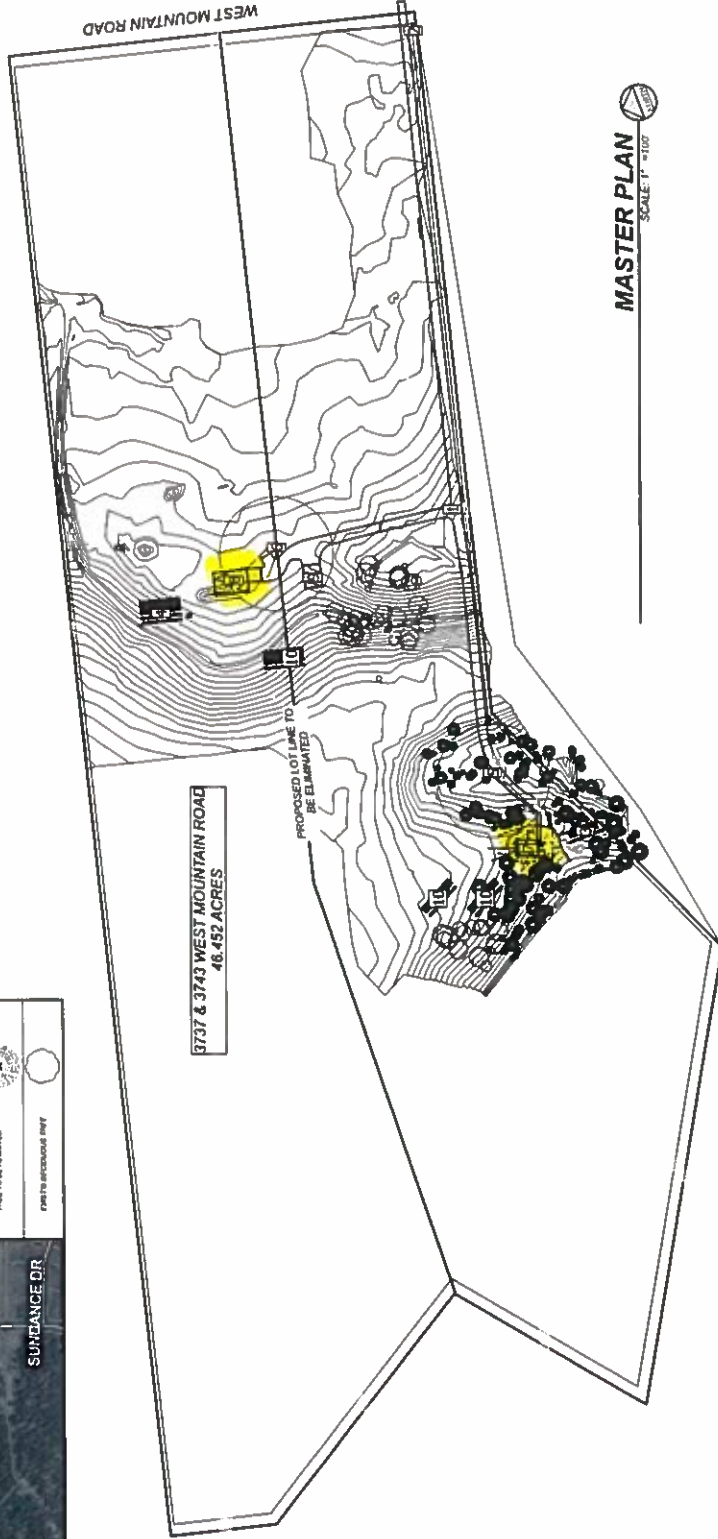 WEST MOUNTAIN ROAD
MASTER PLAN
SCALE: 1" =100'
PROPOSED LOT LINE TO
BE ELIMINATED
3737 & 3743 WEST MOUNTAIN ROAD
46.452 ACRES
SUNDANCE DR